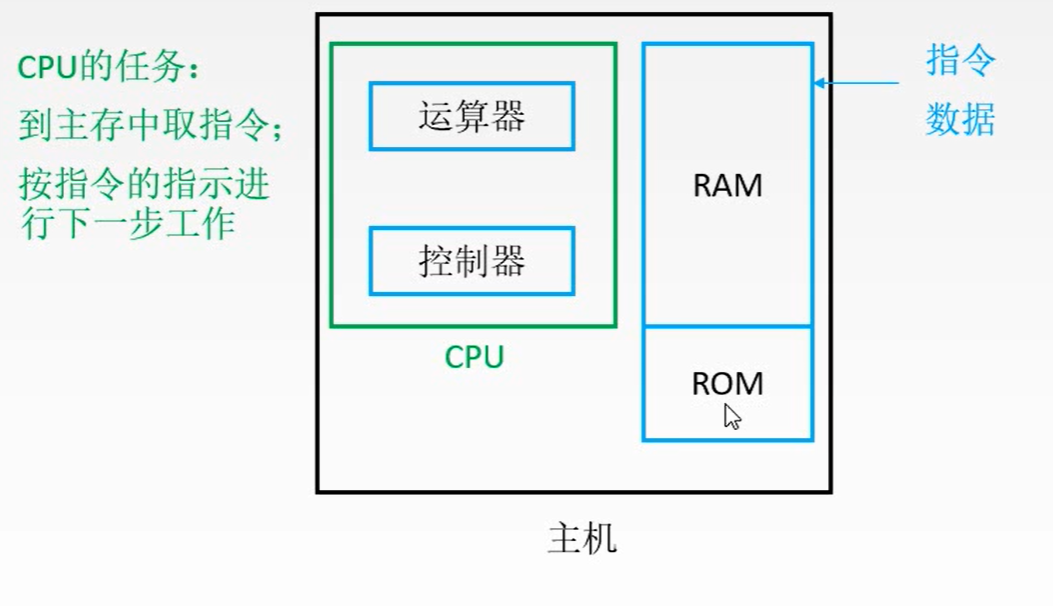 CPU的任务：
到主存中取指令；
按指令的指示进
行下一步工作
运算器
控制器
CPU
RAM
ROM
指令
数据
主机